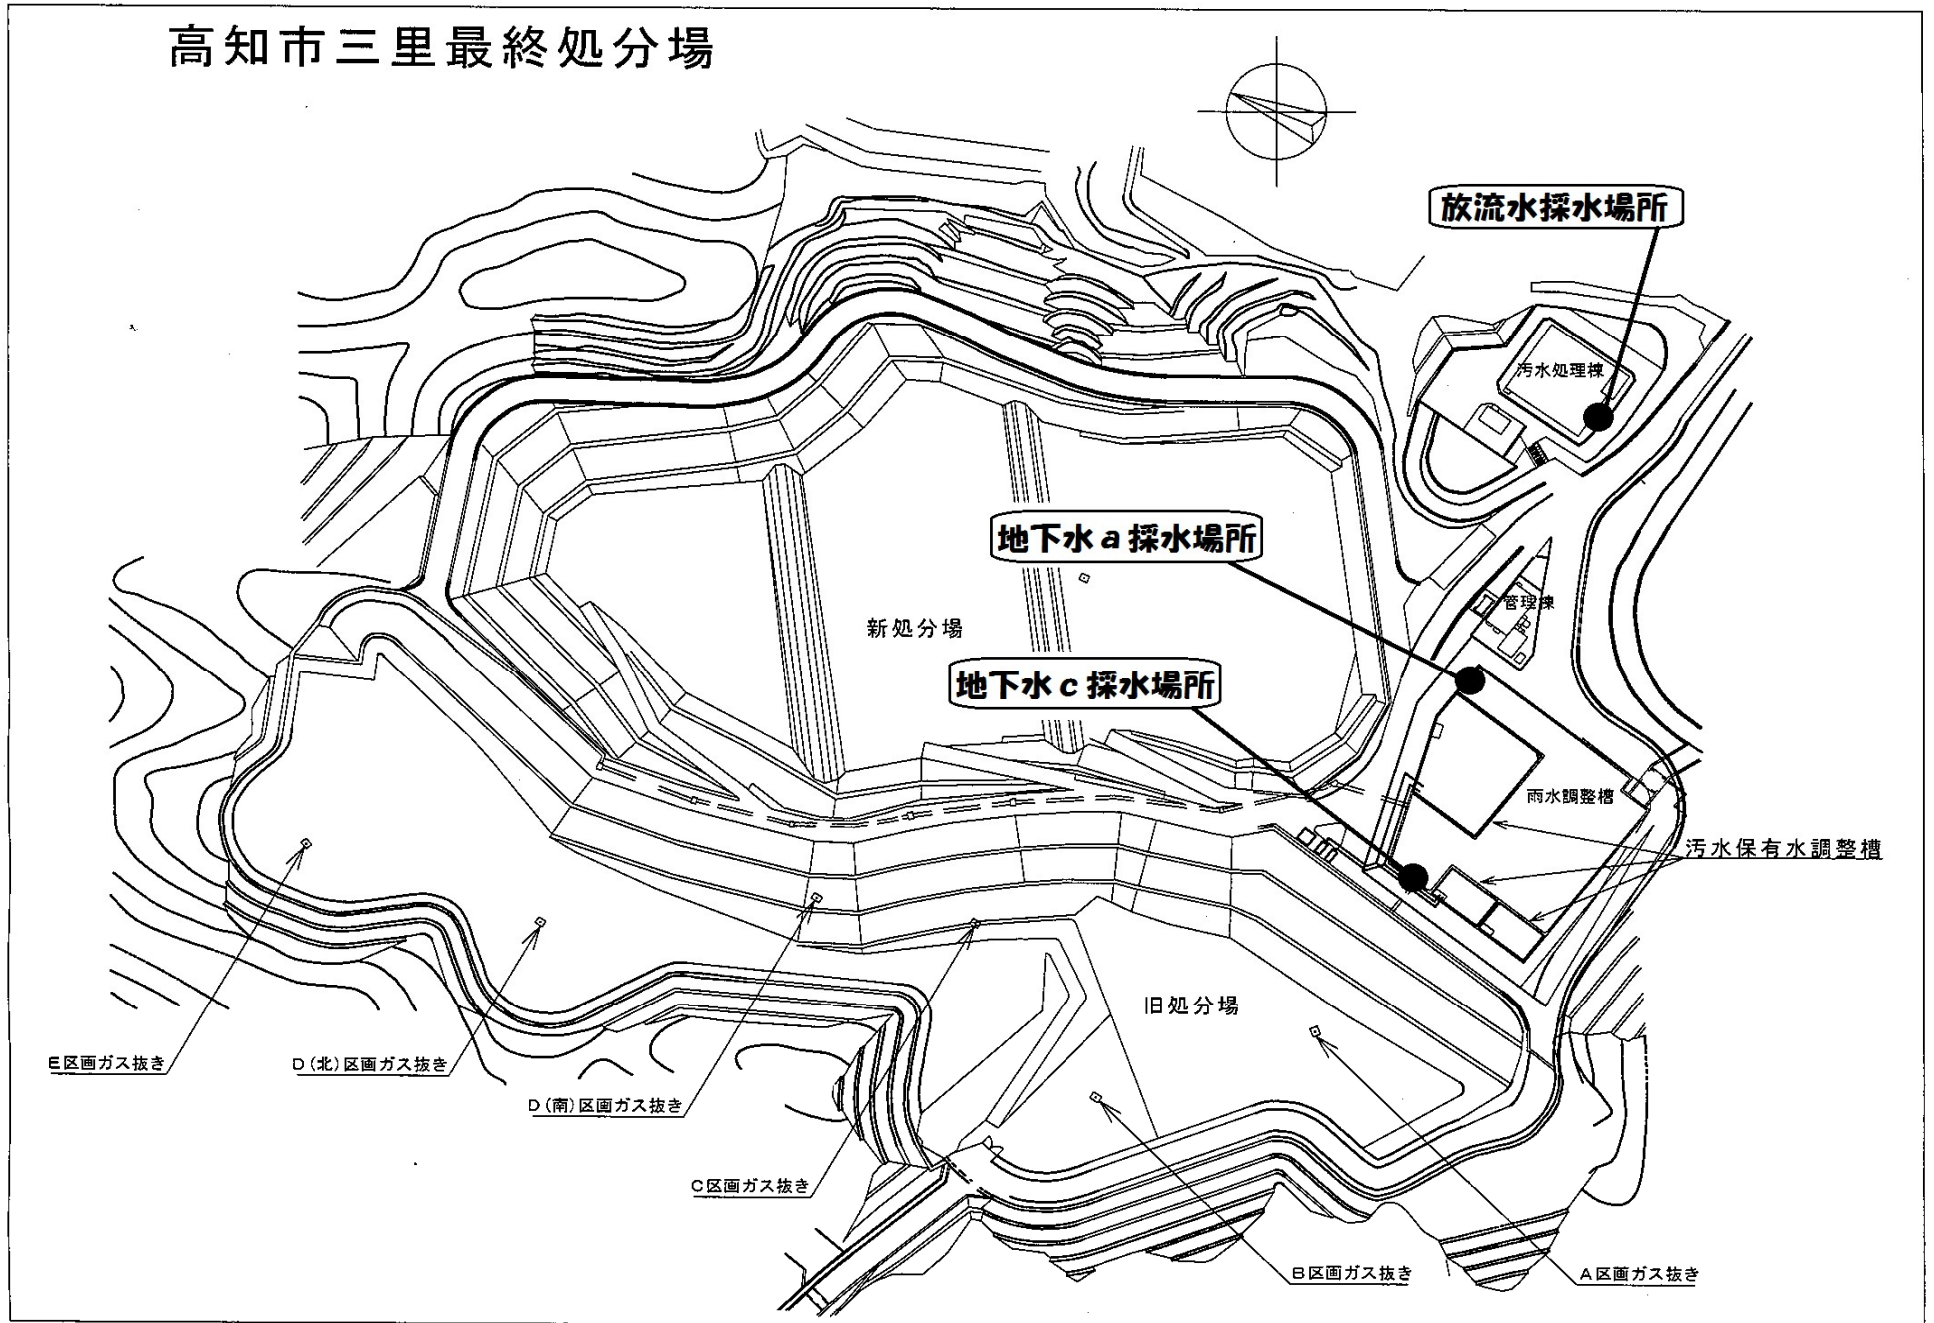 高知市三里最終処分場
放流水採水場所
汚水処理棟
地下水a採水場所
管理棟
新処分場
地下水c採水場所
雨水調整槽
汚水保有水調整槽
旧処分場
E区画ガス抜き
D(北)区画ガス抜き
D(南)区画ガス抜き
C区画ガス抜き
B区画ガス抜き
A区画ガス抜き